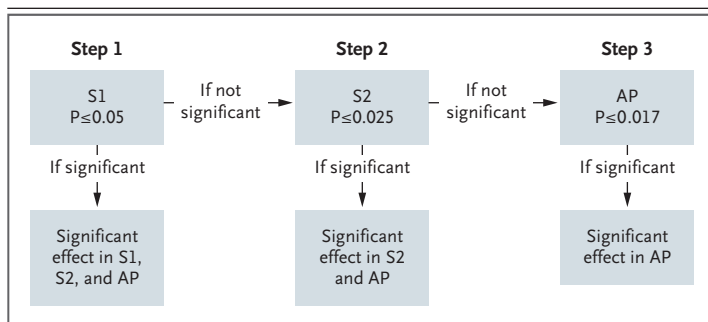 Step 1
Step 2
Step 3
S1
P≤0.05
If not
significant
S2
P≤0.025
If not
significant
AP
P≤0.017
If significant
If significant
If significant
Significant
effect in S1,
S2, and AP
Significant
effect in S2
and AP
Significant
effect in AP